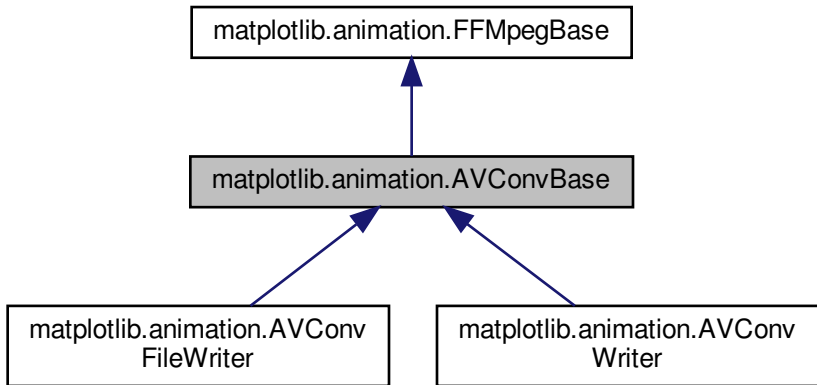 matplotlib.animation.FFMpegBase
matplotlib.animation.AVConvBase
matplotlib.animation.AVConv
FileWriter
matplotlib.animation.AVConv
Writer